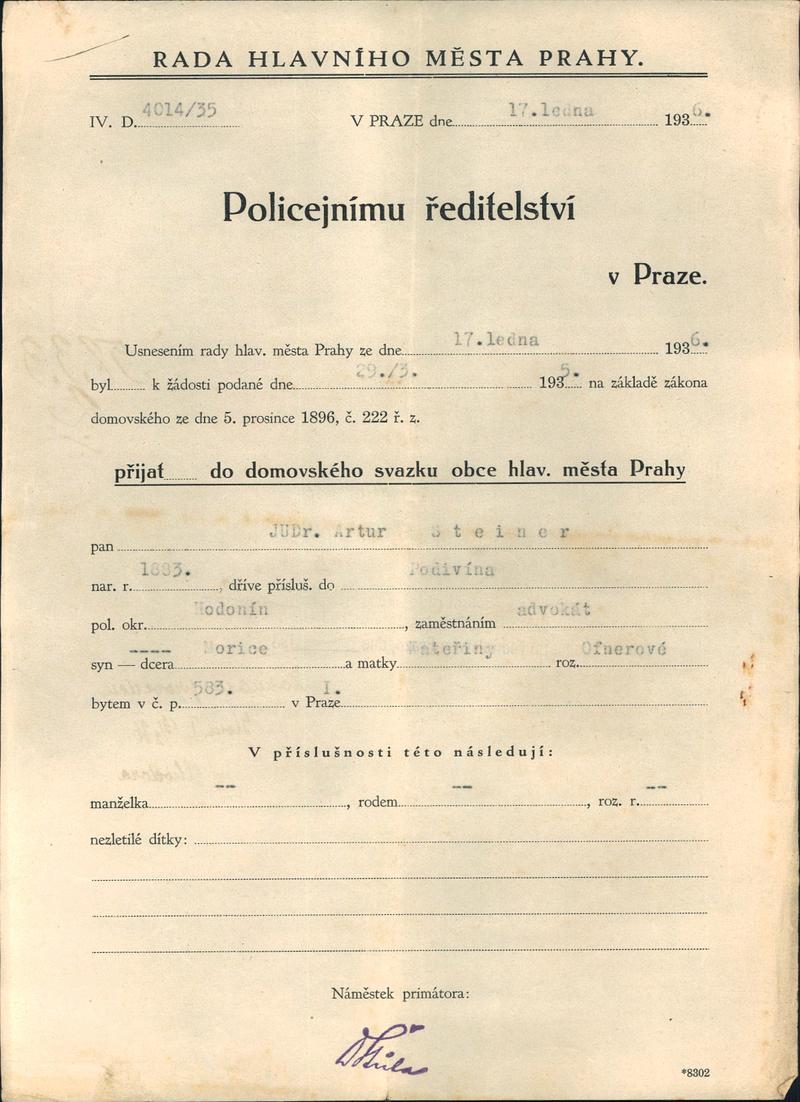 RADA HLAVNÍHO MĚSTA PRAHY.
IV. D. 4014/35 V PRAZE dne 17.ledna 1936.
Policejnímu ředitelství
v Praze.
Usnesením rady hlav. města Prahy ze dne 17.ledna 1936.
byl k žádosti podané dne 29./3. 1935. na základě zákona
domovského ze dne 5. prosince 1896, č. 222 ř. z.
přijat do domovského svazku obce hlav. města Prahy
pan JUDr. Artur Steiner
nar. r. 1883., dříve přísluš. do Podivína
pol. okr. Hodonín, zaměstnáním advokát
syn — dcera Morice a matky Kateřiny roz. Ofnerové
bytem v č. p. 583. v Praze I.
V příslušnosti této následují:
manželka --, rodem --, roz. r. --
nezletilé dítky:
Náměstek primátora:
*8302